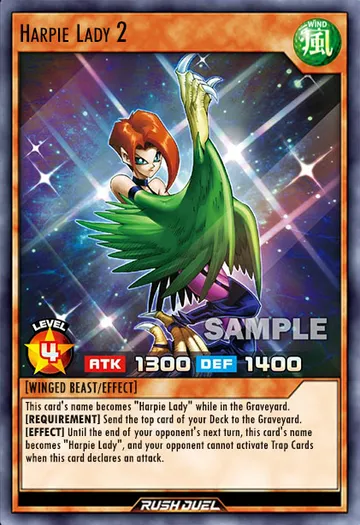 HARPIE LADY 2
WIND
風
SAMPLE
LEVEL
4
ATK 1300 DEF 1400
[WINGED BEAST/EFFECT]
This card's name becomes "Harpie Lady" while in the Graveyard.
[REQUIREMENT] Send the top card of your Deck to the Graveyard.
[EFFECT] Until the end of your opponent's next turn, this card's name
becomes "Harpie Lady", and your opponent cannot activate Trap Cards
when this card declares an attack.
RUSH DUEL